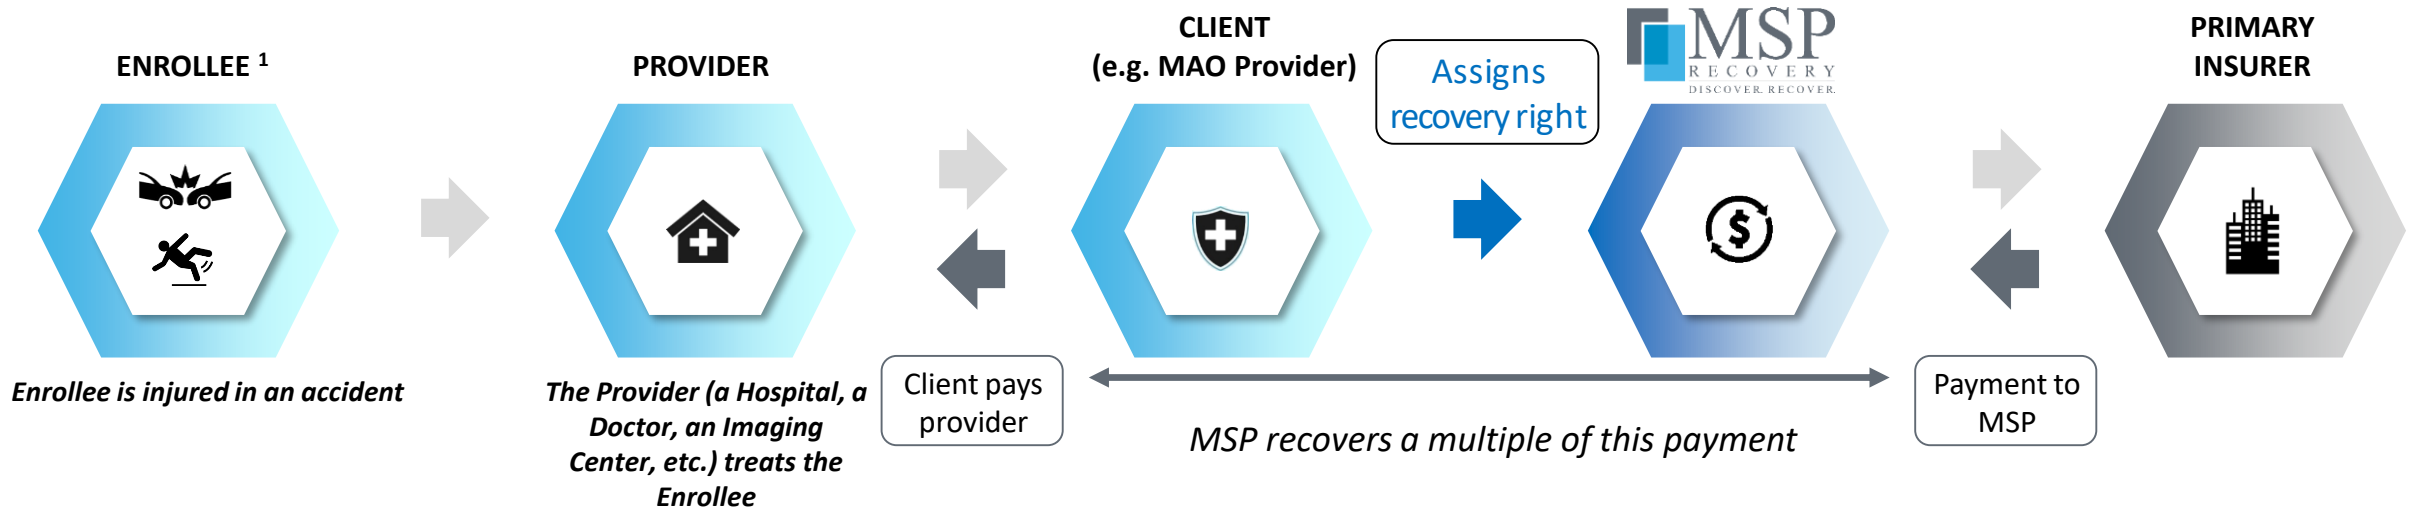 ENROLLEE 1
PROVIDER
CLIENT
(e.g. MAO Provider)
Assigns
recovery right
MSP
RECOVERY
DISCOVER. RECOVER.
PRIMARY
INSURER
$
Enrollee is injured in an accident
The Provider (a Hospital, a
Doctor, an Imaging
Center, etc.) treats the
Enrollee
Client pays
provider
MSP recovers a multiple of this payment
Payment to
MSP